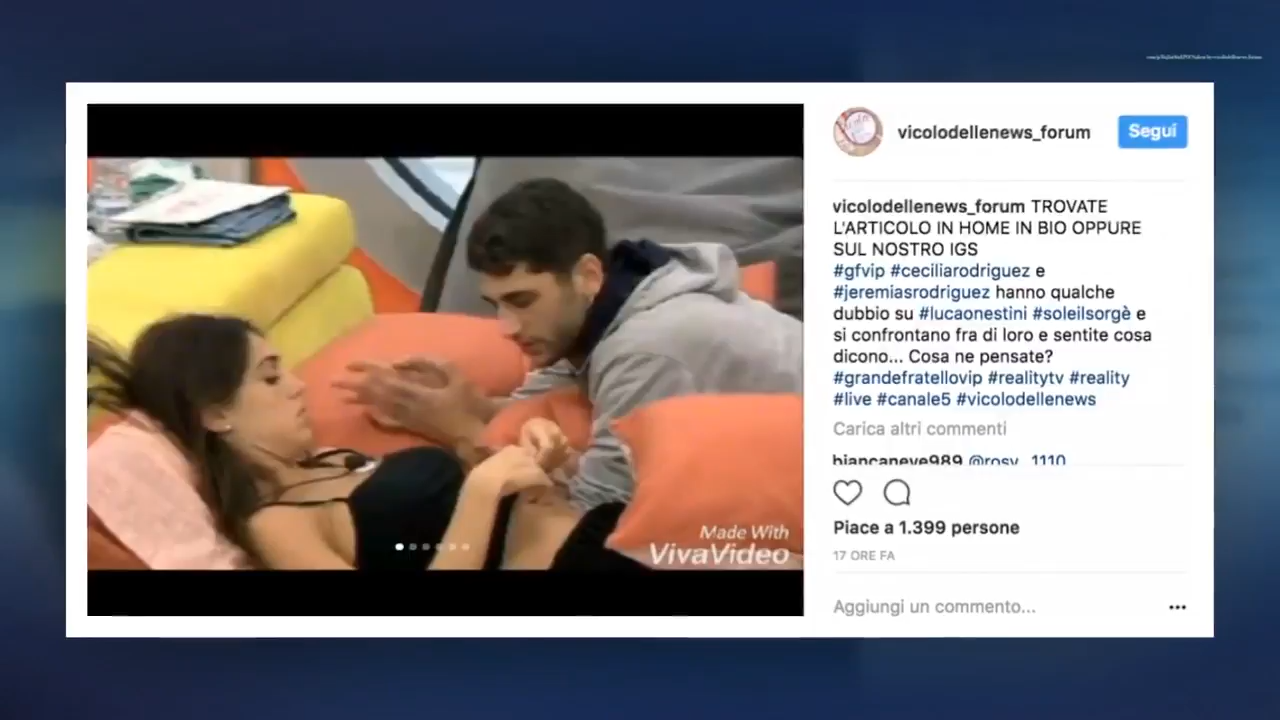 vicolodellenews_forum
Segui
vicolodellenews_forum TROVATE
L'ARTICOLO IN HOME IN BIO OPPURE
SUL NOSTRO IGS
#gfvip #ceciliarodriguez e
#jeremiasrodriguez hanno qualche
dubbio su #lucaonestini #soleilsorgè e
si confrontano fra di loro e sentite cosa
dicono... Cosa ne pensate?
#grandefratellovip #realitytv #reality
#live #canale5 #vicolodellenews
Carica altri commenti
biancaneve989 @rosy_1110
Piace a 1.399 persone
17 ORE FA
Aggiungi un commento...
Made With
VivaVideo